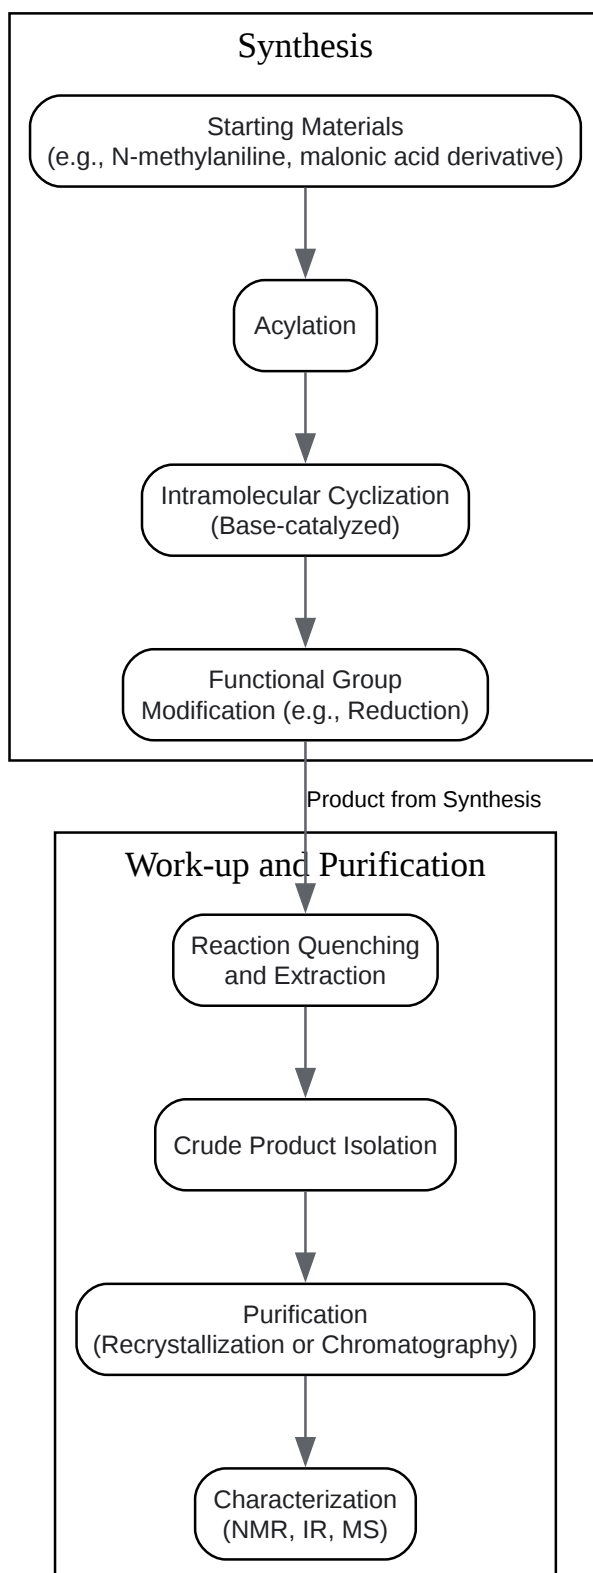 Synthesis
Starting Materials
(e.g., N-methylaniline, malonic acid derivative)
Acylation
Intramolecular Cyclization
(Base-catalyzed)
Functional Group
Modification (e.g., Reduction)
Product from Synthesis
Work-up and Purification
Reaction Quenching
and Extraction
Crude Product Isolation
Purification
(Recrystallization or Chromatography)
Characterization
(NMR, IR, MS)